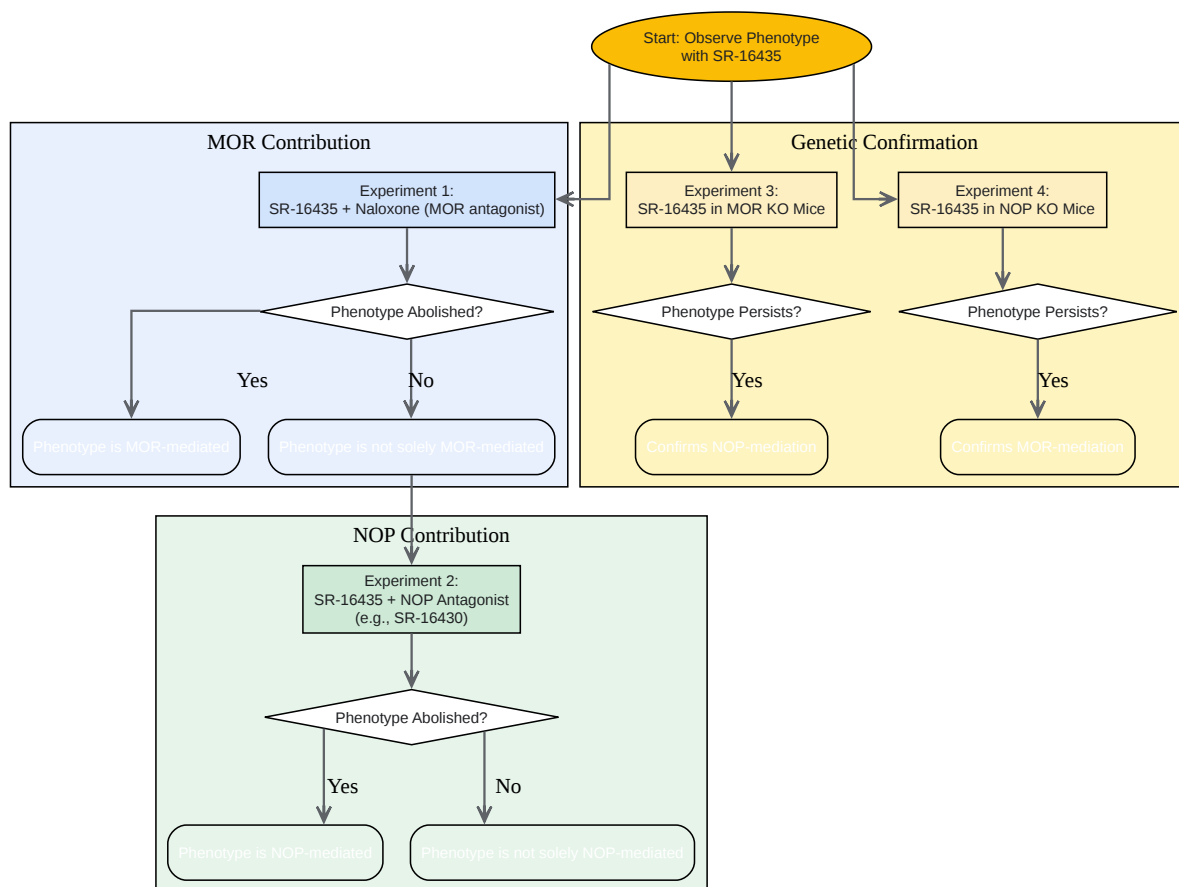 Start: Observe Phenotype
with SR-16435
MOR Contribution
Experiment 1:
SR-16435 + Naloxone (MOR antagonist)
Phenotype Abolished?
Yes
No
Phenotype is MOR-mediated
Phenotype is not solely MOR-mediated
Genetic Confirmation
Experiment 3:
SR-16435 in MOR KO Mice
Experiment 4:
SR-16435 in NOP KO Mice
Phenotype Persists?
Phenotype Persists?
Yes
Yes
Confirms NOP-mediation
Confirms MOR-mediation
NOP Contribution
Experiment 2:
SR-16435 + NOP Antagonist
(e.g., SR-16430)
Phenotype Abolished?
Yes
No
Phenotype is NOP-mediated
Phenotype is not solely NOP-mediated